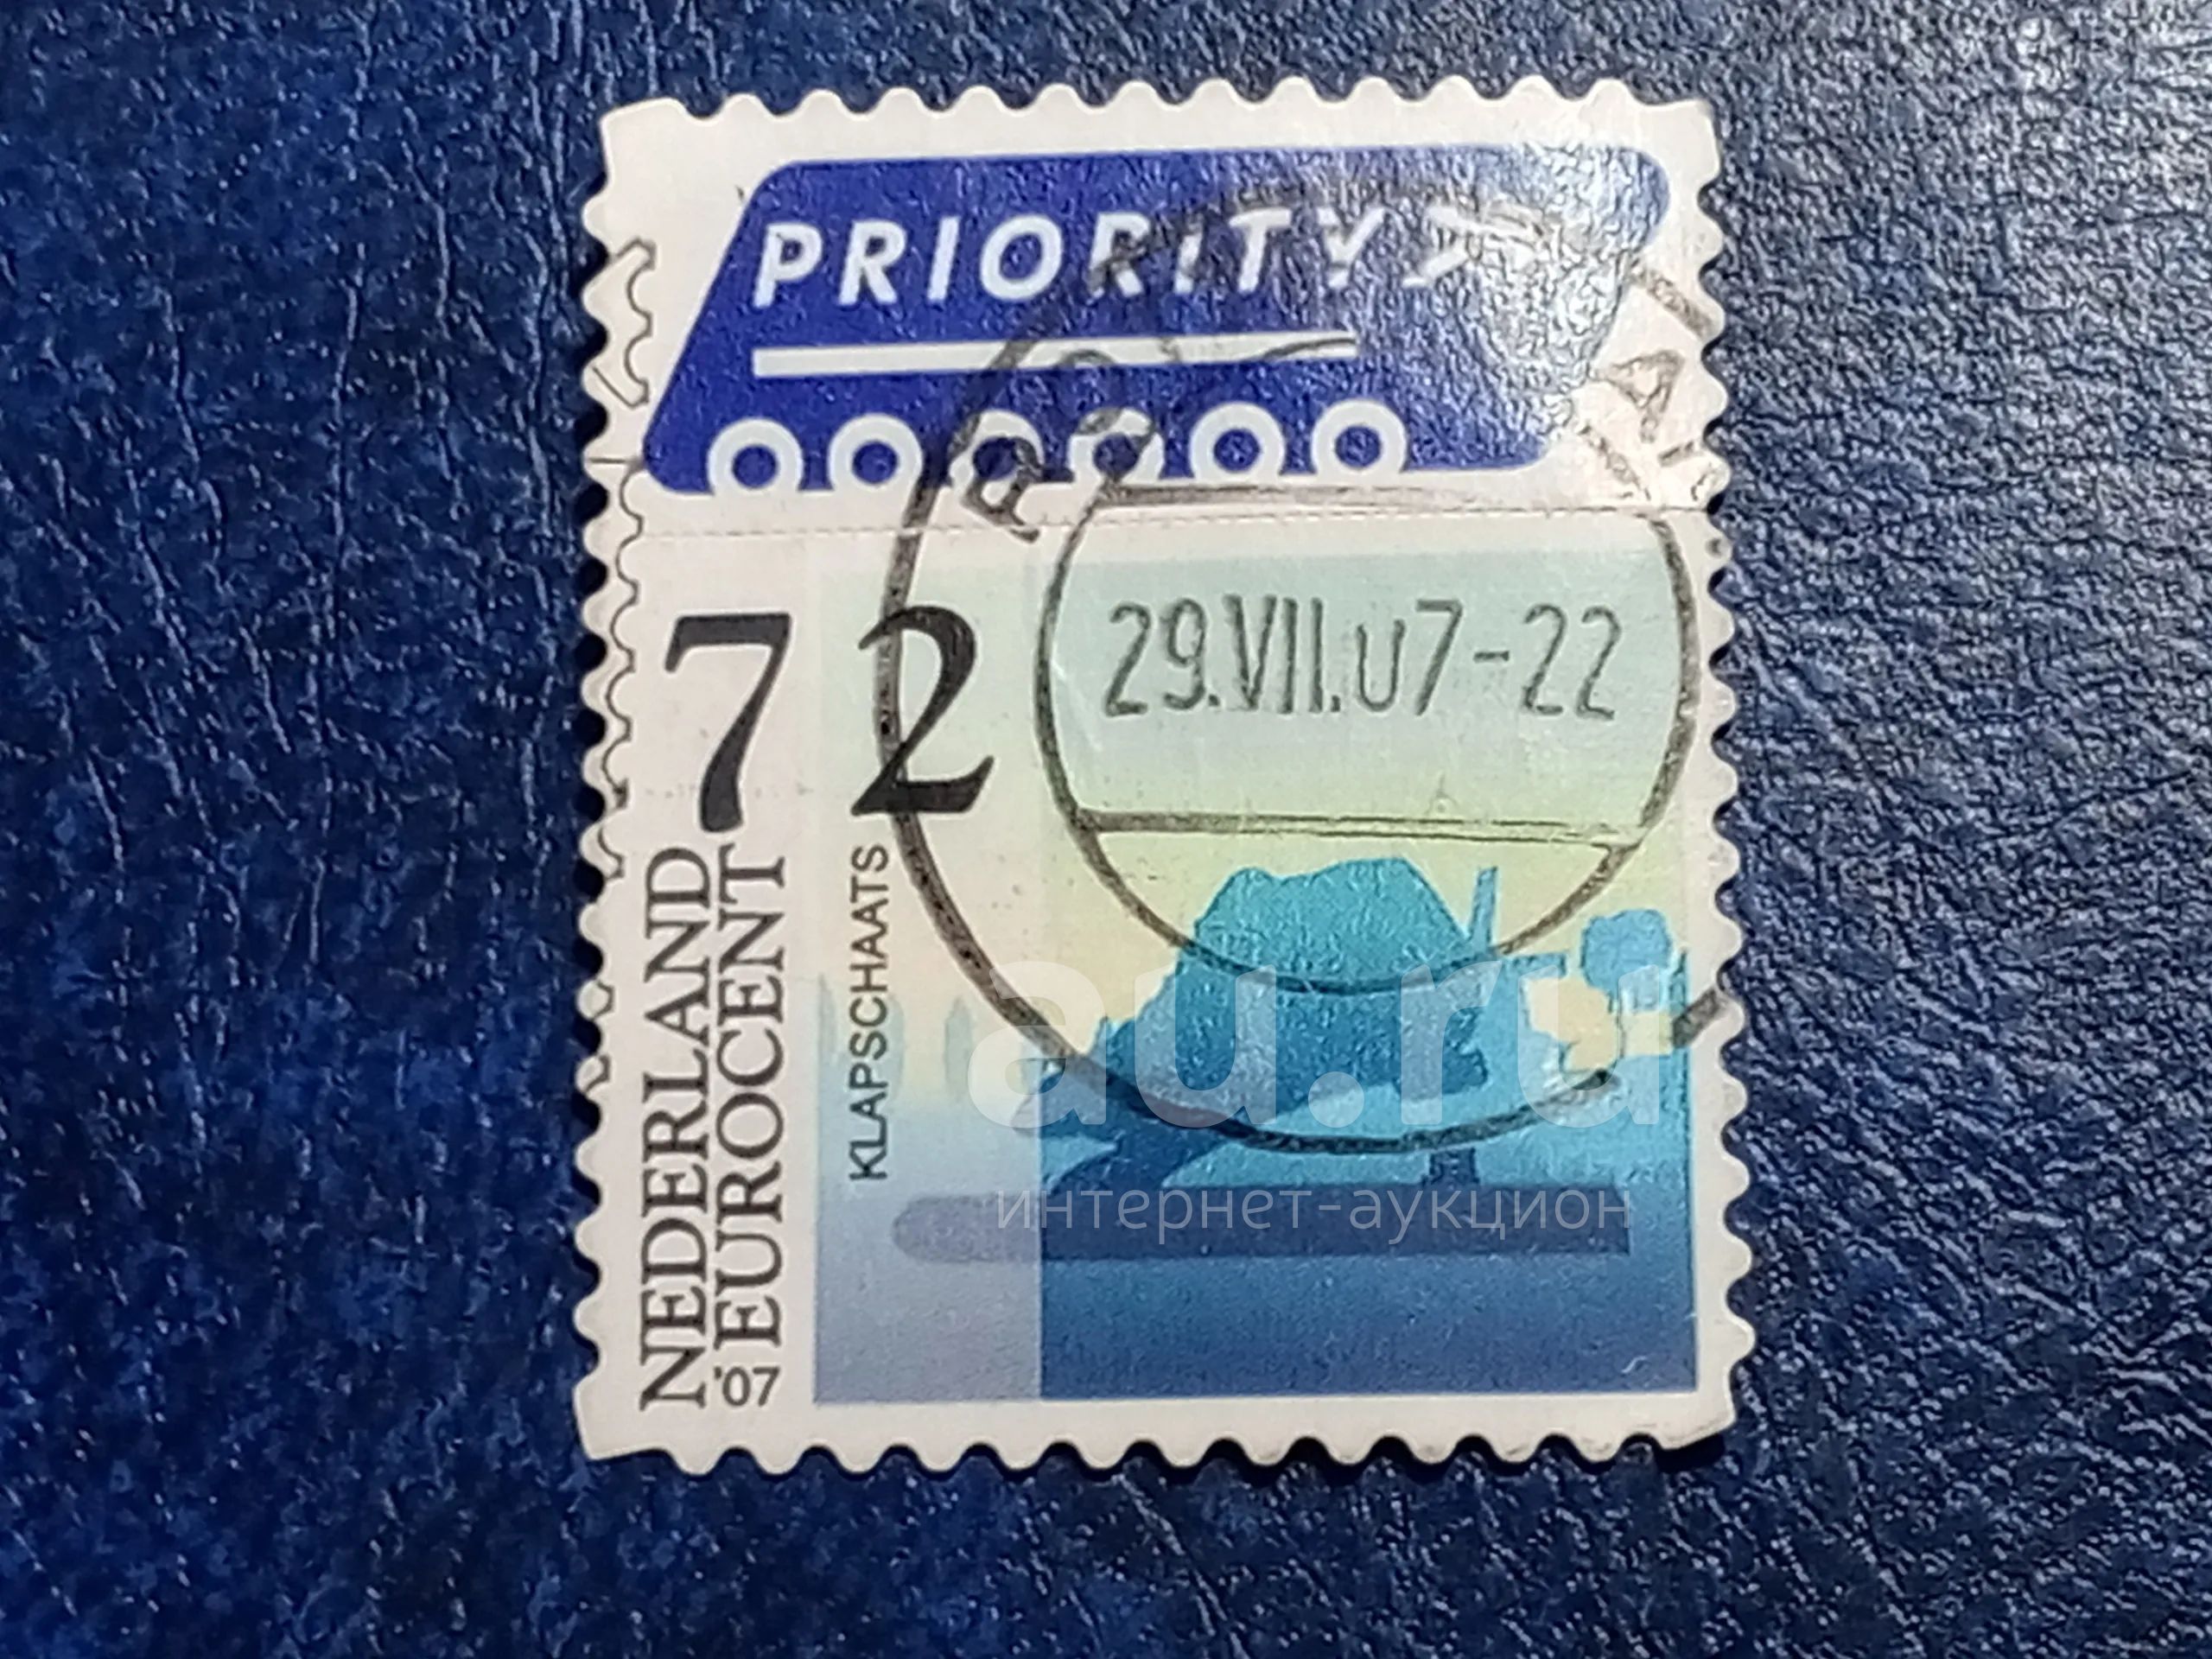 PRIORITY >
29.VII.07-22
72
NEDERLAND
EUROCENT
'07
KLAPSCHAATS
au.ru
интернет-аукцион